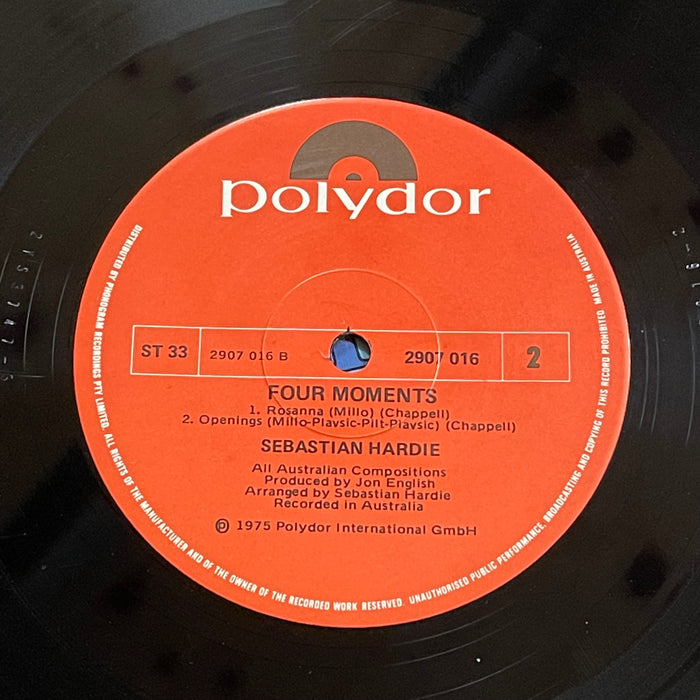 polydor
ST 33
2907 016 B
2907 016
2
FOUR MOMENTS
1. Rosanna (Millo) (Chappell)
2. Openings (Millo-Plavsic-Pilt-Plavsic) (Chappell)
SEBASTIAN HARDIE
All Australian Compositions
Produced by Jon English
Arranged by Sebastian Hardie
Recorded in Australia
℗ 1975 Polydor International GmbH
DISTRIBUTED BY PHONOGRAM RECORDINGS PTY LIMITED. ALL RIGHTS OF THE MANUFACTURER AND OF THE OWNER OF THE RECORDED WORK RESERVED. UNAUTHORISED PUBLIC PERFORMANCE, BROADCASTING AND COPYING OF THIS RECORD PROHIBITED. MADE IN AUSTRALIA